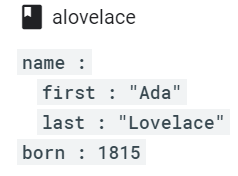 alovelace
name :
first : "Ada"
last : "Lovelace"
born : 1815